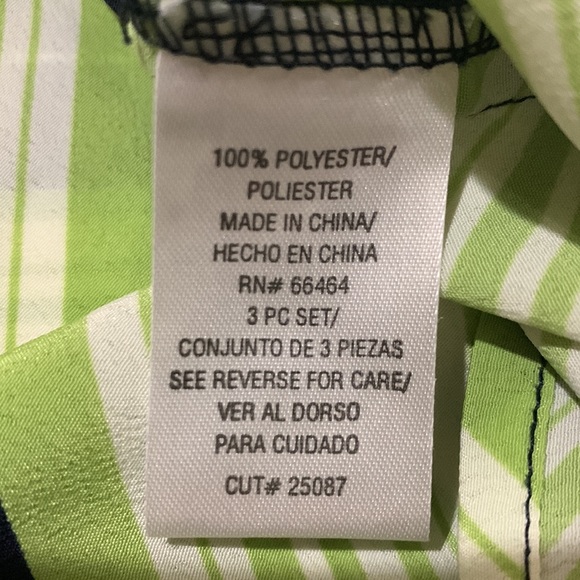 100% POLYESTER/
POLIESTER
MADE IN CHINA/
HECHO EN CHINA
RN# 66464
3 PC SET/
CONJUNTO DE 3 PIEZAS
SEE REVERSE FOR CARE/
VER AL DORSO
PARA CUIDADO
CUT# 25087